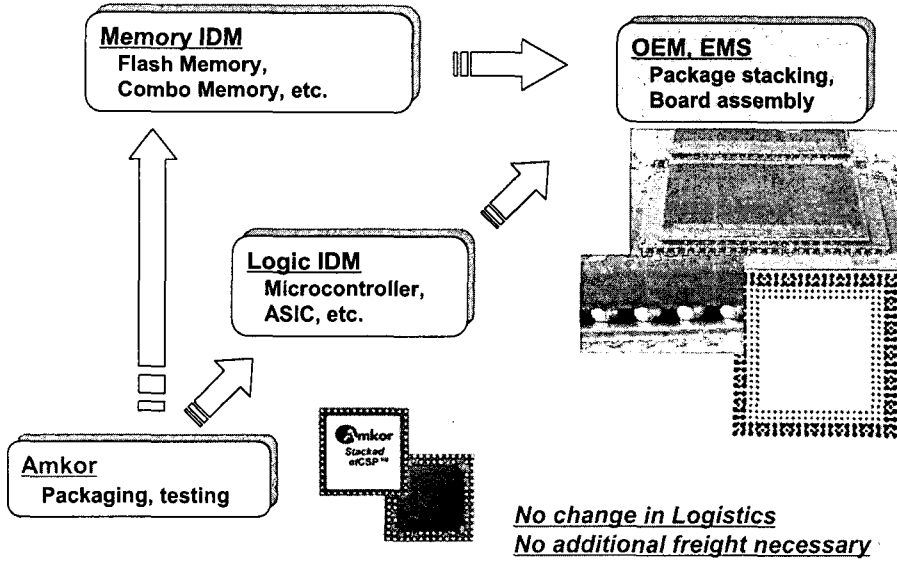 Memory IDM
Flash Memory,
Combo Memory, etc.
OEM, EMS
Package stacking,
Board assembly
Logic IDM
Microcontroller,
ASIC, etc.
Amkor
Packaging, testing
Amkor
Stacked
etCSP™
No change in Logistics
No additional freight necessary